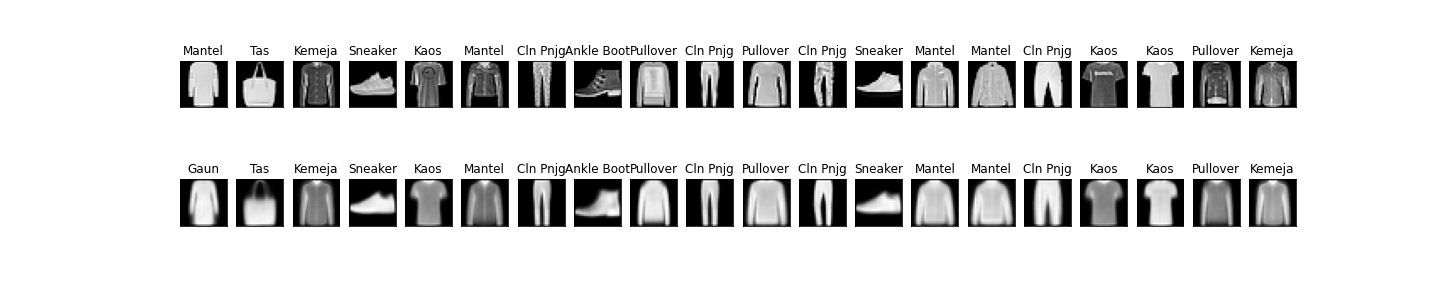 Mantel Tas Kemeja Sneaker Kaos Mantel Cln Pnjg Ankle Boot Pullover Cln Pnjg Pullover Cln Pnjg Sneaker Mantel Mantel Cln Pnjg Kaos Kaos Pullover Kemeja
Gaun Tas Kemeja Sneaker Kaos Mantel Cln Pnjg Ankle Boot Pullover Cln Pnjg Pullover Cln Pnjg Sneaker Mantel Mantel Cln Pnjg Kaos Kaos Pullover Kemeja